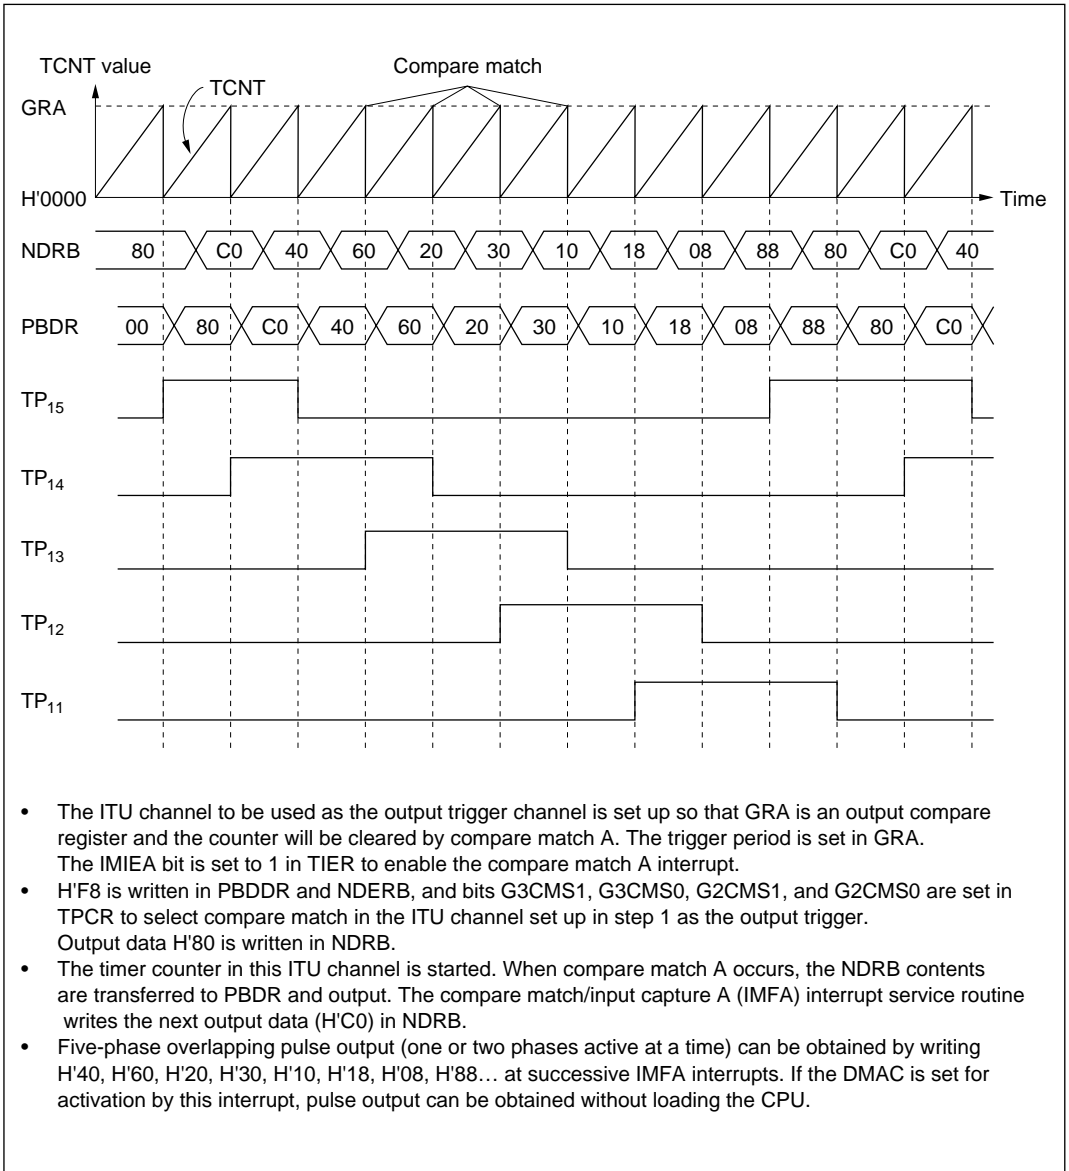 TCNT value
Compare match
TCNT
GRA
H'0000
Time
NDRB 80 C0 40 60 20 30 10 18 08 88 80 C0 40
PBDR 00 80 C0 40 60 20 30 10 18 08 88 80 C0
TP15
TP14
TP13
TP12
TP11
• The ITU channel to be used as the output trigger channel is set up so that GRA is an output compare
register and the counter will be cleared by compare match A. The trigger period is set in GRA.
The IMIEA bit is set to 1 in TIER to enable the compare match A interrupt.
• H'F8 is written in PBDDR and NDERB, and bits G3CMS1, G3CMS0, G2CMS1, and G2CMS0 are set in
TPCR to select compare match in the ITU channel set up in step 1 as the output trigger.
Output data H'80 is written in NDRB.
• The timer counter in this ITU channel is started. When compare match A occurs, the NDRB contents
are transferred to PBDR and output. The compare match/input capture A (IMFA) interrupt service routine
writes the next output data (H'C0) in NDRB.
• Five-phase overlapping pulse output (one or two phases active at a time) can be obtained by writing
H'40, H'60, H'20, H'30, H'10, H'18, H'08, H'88… at successive IMFA interrupts. If the DMAC is set for
activation by this interrupt, pulse output can be obtained without loading the CPU.